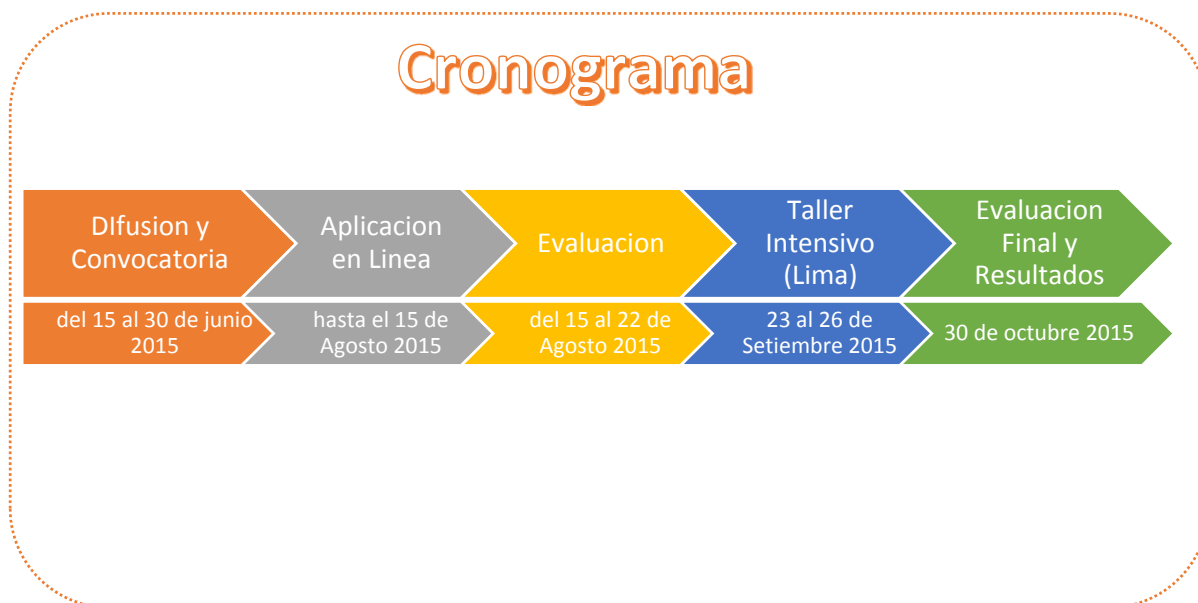 Cronograma
DIfusion y
Convocatoria
Aplicacion
en Linea
Evaluacion
Taller
Intensivo
(Lima)
Evaluacion
Final y
Resultados
del 15 al 30 de junio
2015
hasta el 15 de
Agosto 2015
del 15 al 22 de
Agosto 2015
23 al 26 de
Setiembre 2015
30 de octubre 2015